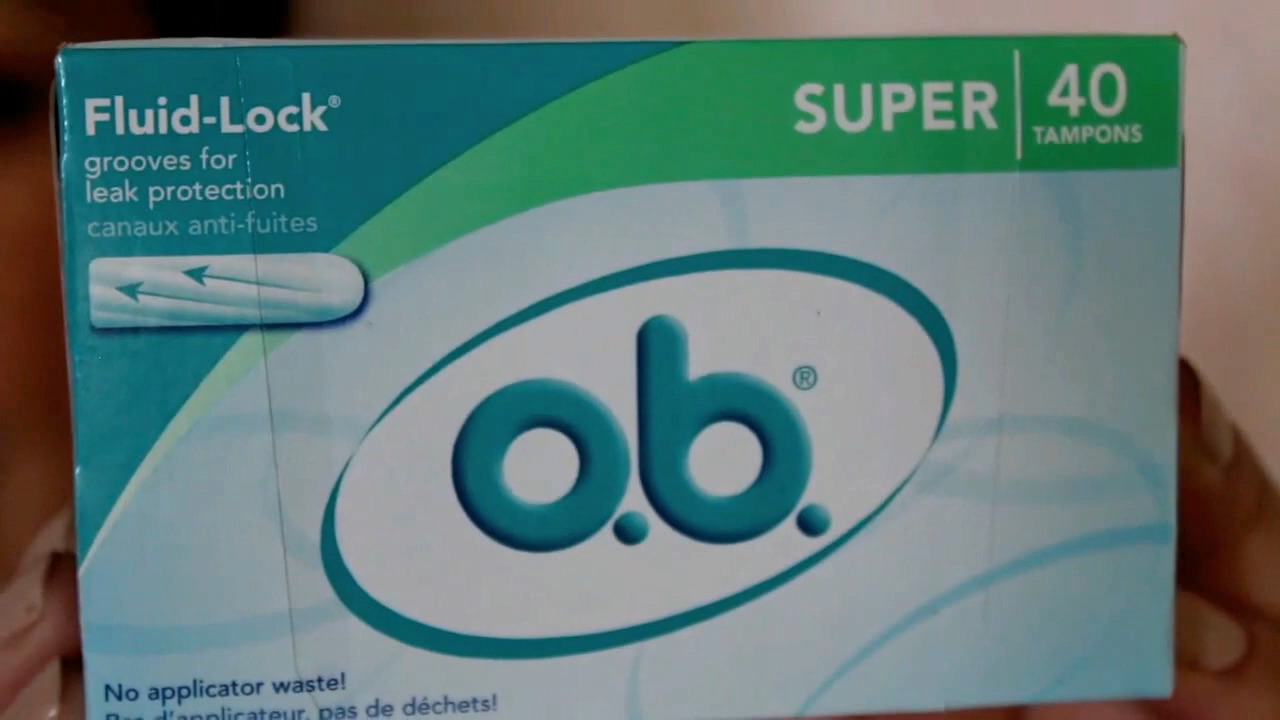 Fluid-Lock®
grooves for
leak protection
canaux anti-fuites
SUPER
40
TAMPONS
o.b.®
No applicator waste!
Pas d'applicateur, pas de déchets!